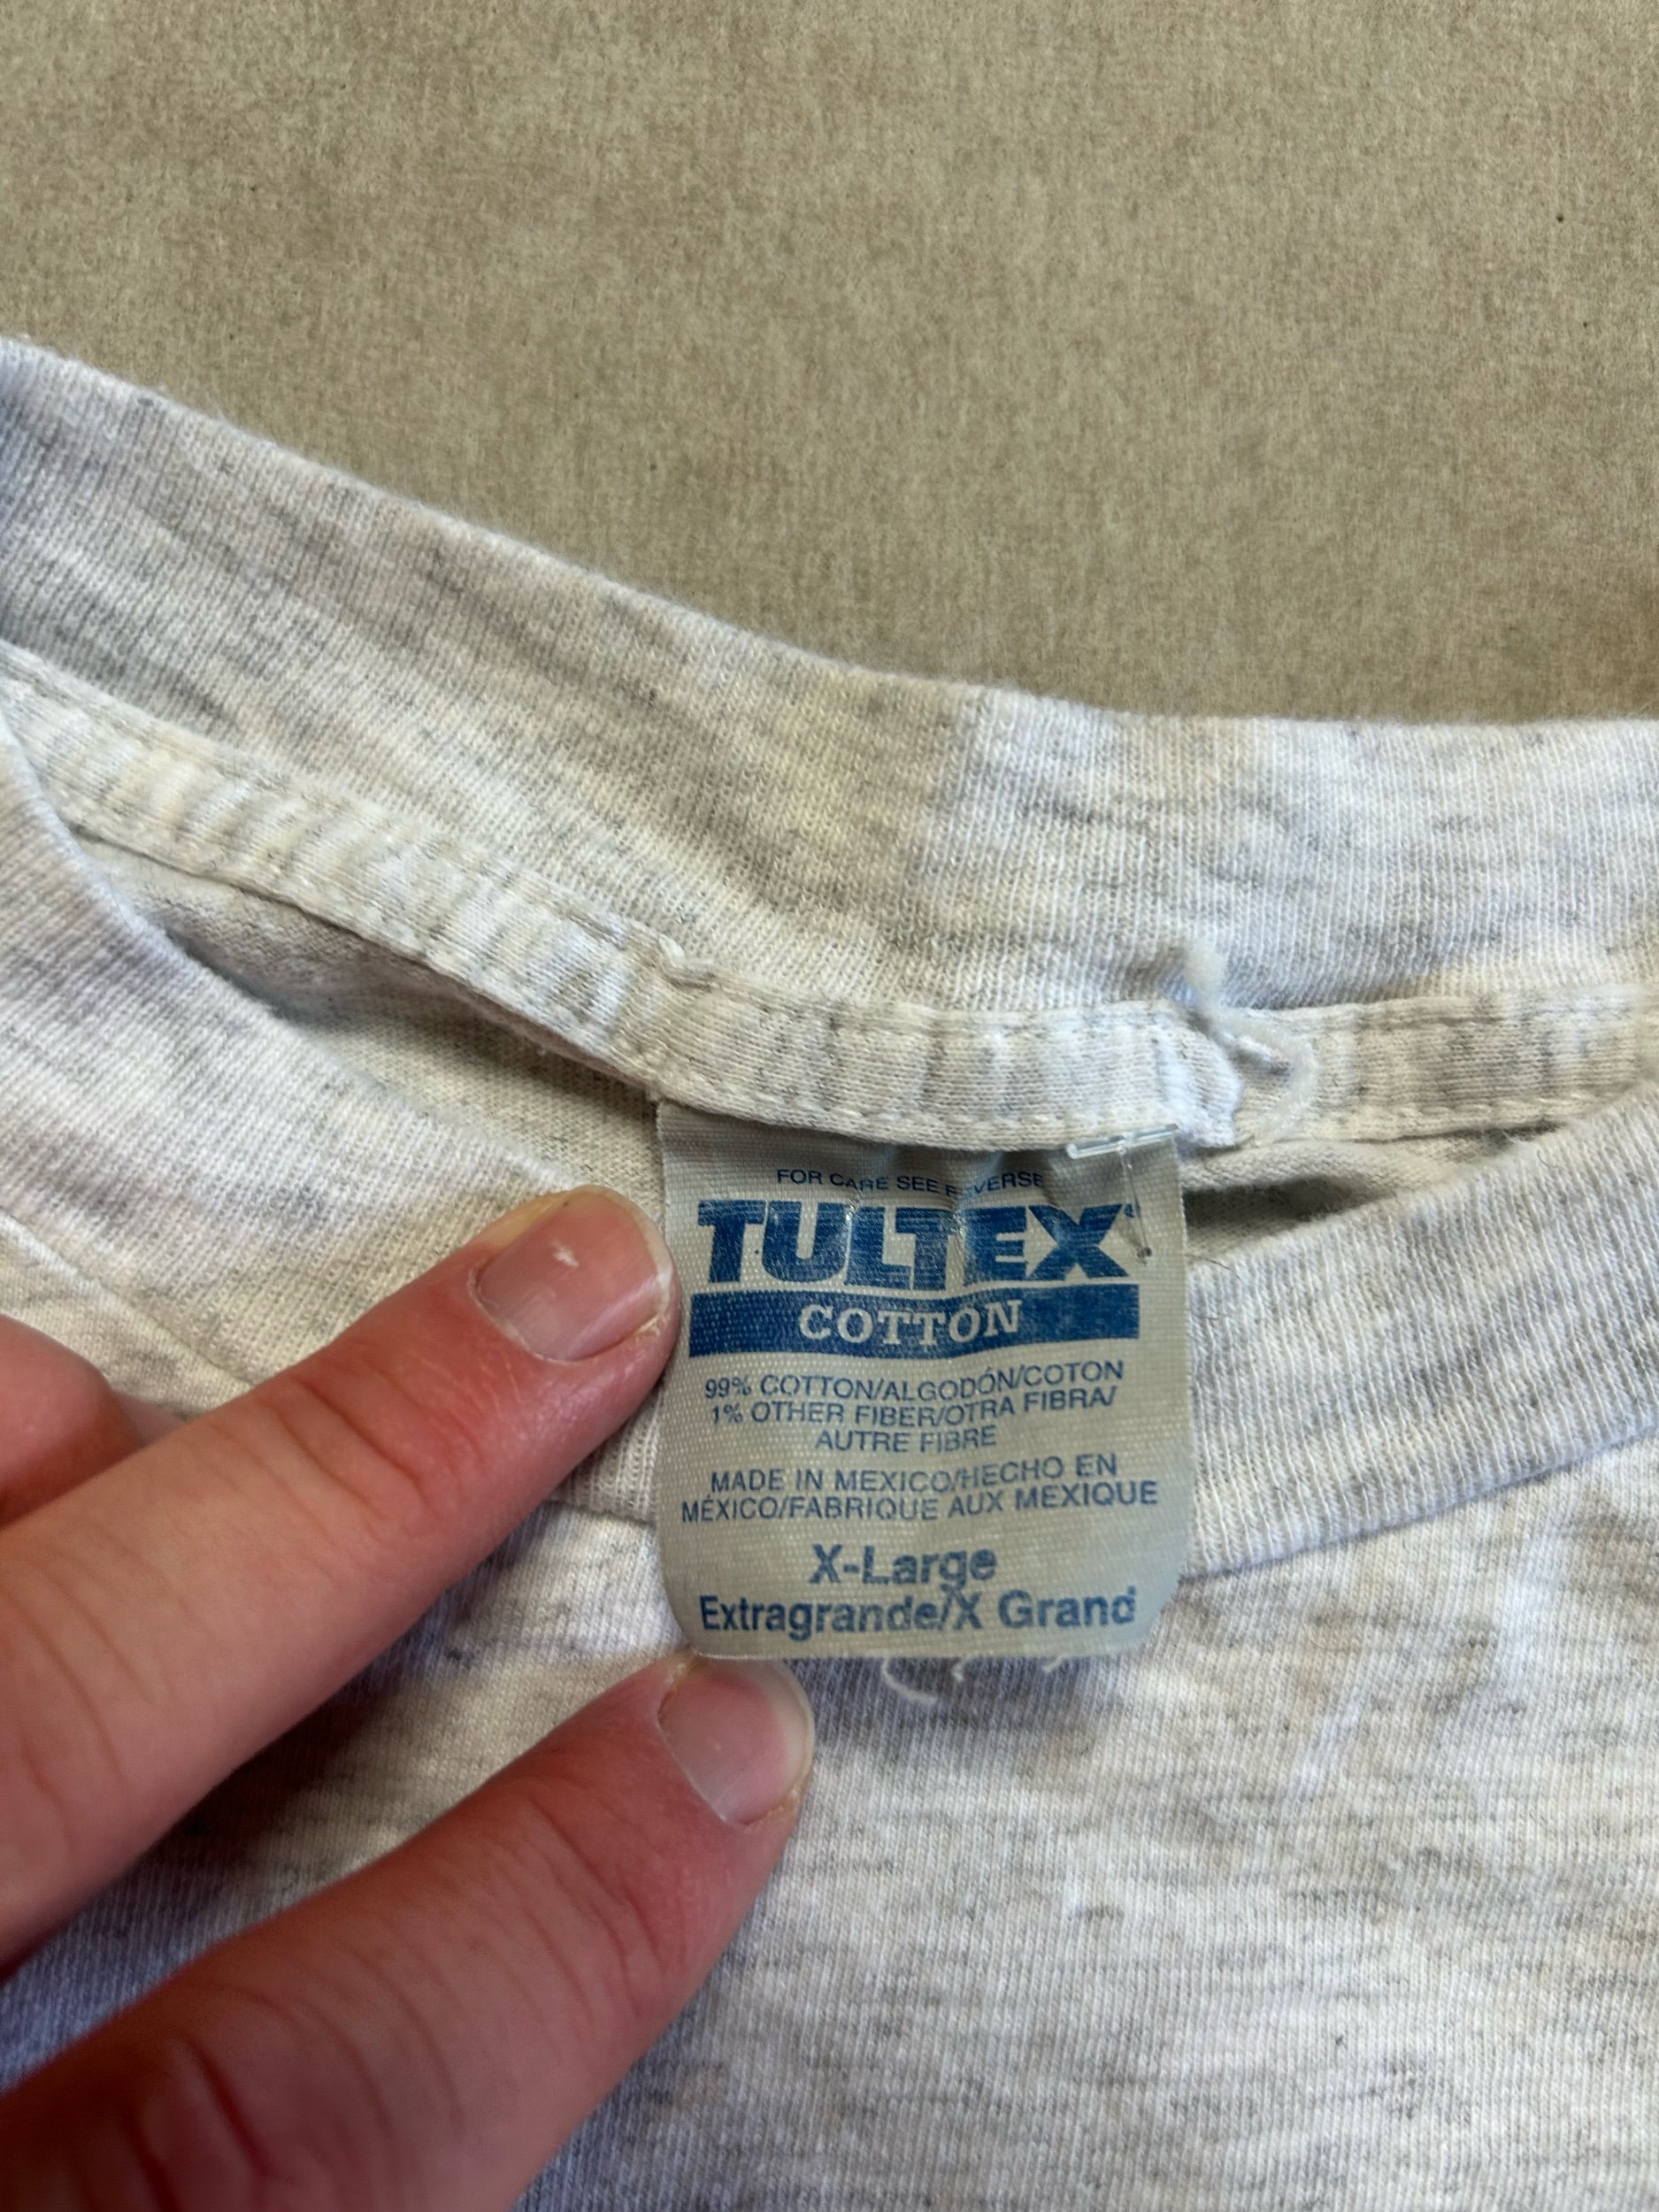 FOR CARE SEE REVERSE
TULTEX®
COTTON
99% COTTON/ALGODÓN/COTON
1% OTHER FIBER/OTRA FIBRA/
AUTRE FIBRE
MADE IN MEXICO/HECHO EN
MÉXICO/FABRIQUE AUX MEXIQUE
X-Large
Extragrande/X Grand